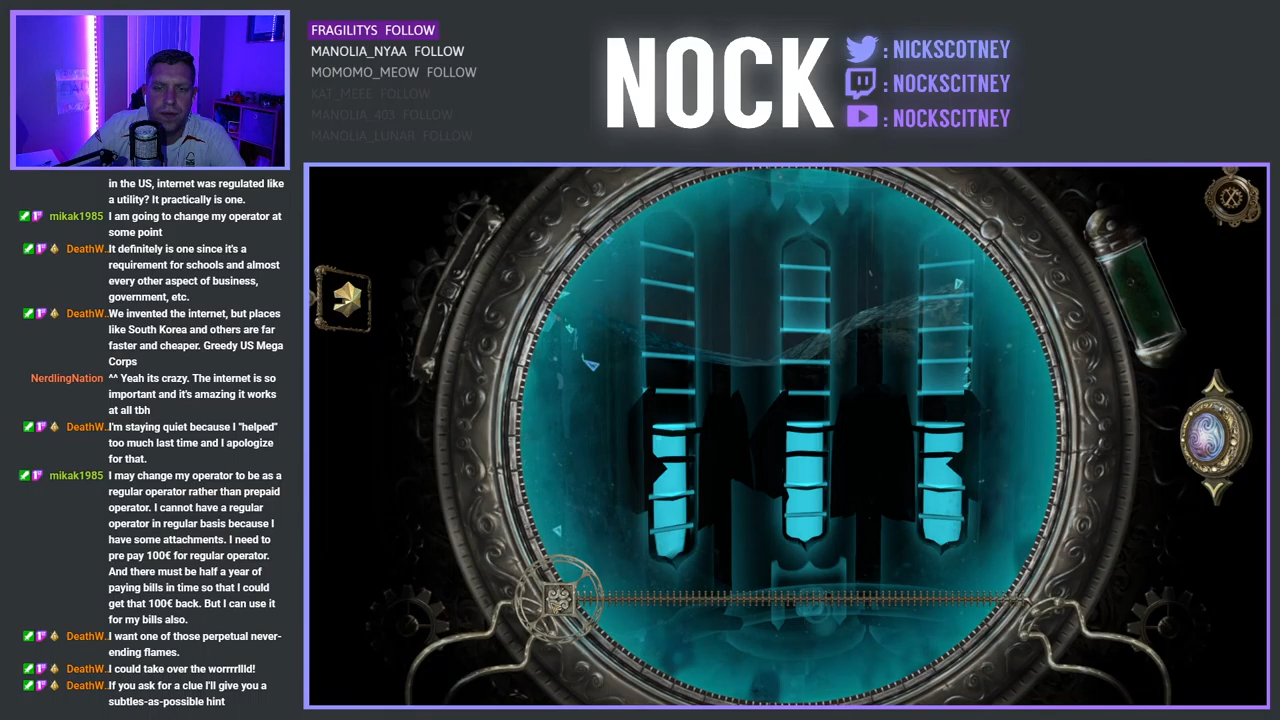 FRAGILITYS FOLLOW
MANOLIA_NYAA FOLLOW
MOMOMO_MEOW FOLLOW
KAT_MEEE FOLLOW
MANOLIA_403 FOLLOW
MANOLIA_LUNAR FOLLOW
NOCK
: NICKSCOTNEY
: NOCKSCITNEY
: NOCKSCITNEY
in the US, internet was regulated like
a utility? It practically is one.
mikak1985 I am going to change my operator at
some point
DeathW.. It definitely is one since it's a
requirement for schools and almost
every other aspect of business,
government, etc.
DeathW.. We invented the internet, but places
like South Korea and others are far
faster and cheaper. Greedy US Mega
Corps
NerdlingNation ^^ Yeah its crazy. The internet is so
important and it's amazing it works
at all tbh
DeathW.. I'm staying quiet because I "helped"
too much last time and I apologize
for that.
mikak1985 I may change my operator to be as a
regular operator rather than prepaid
operator. I cannot have a regular
operator in regular basis because I
have some attachments. I need to
pre pay 100€ for regular operator.
And there must be half a year of
paying bills in time so that I could
get that 100€ back. But I can use it
for my bills also.
DeathW.. I want one of those perpetual never-
ending flames.
DeathW.. I could take over the worrrrllld!
DeathW.. If you ask for a clue I'll give you a
subtles-as-possible hint